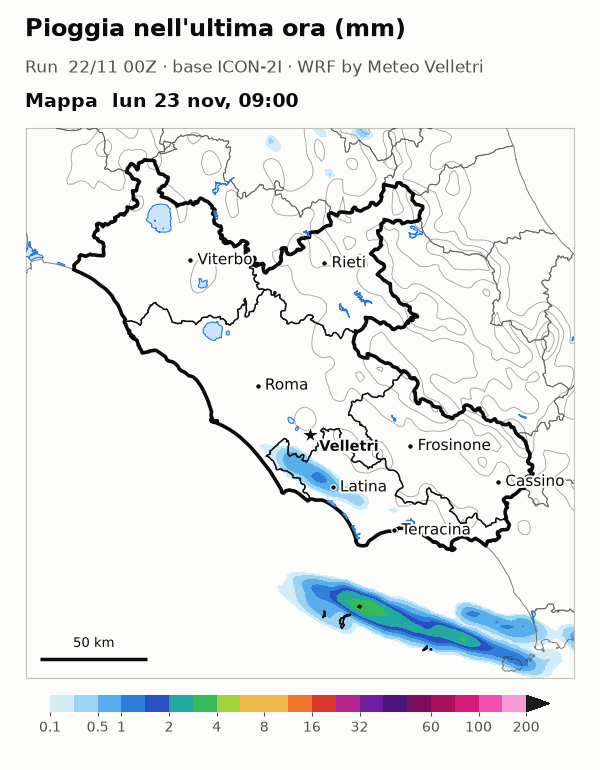 Pioggia nell'ultima ora (mm)
Run  22/11 00Z · base ICON-2I · WRF by Meteo Velletri
Mappa  lun 23 nov, 09:00
Viterbo
Rieti
Roma
Velletri
Frosinone
Latina
Cassino
Terracina
50 km
0.1 0.5 1 2 4 8 16 32 60 100 200